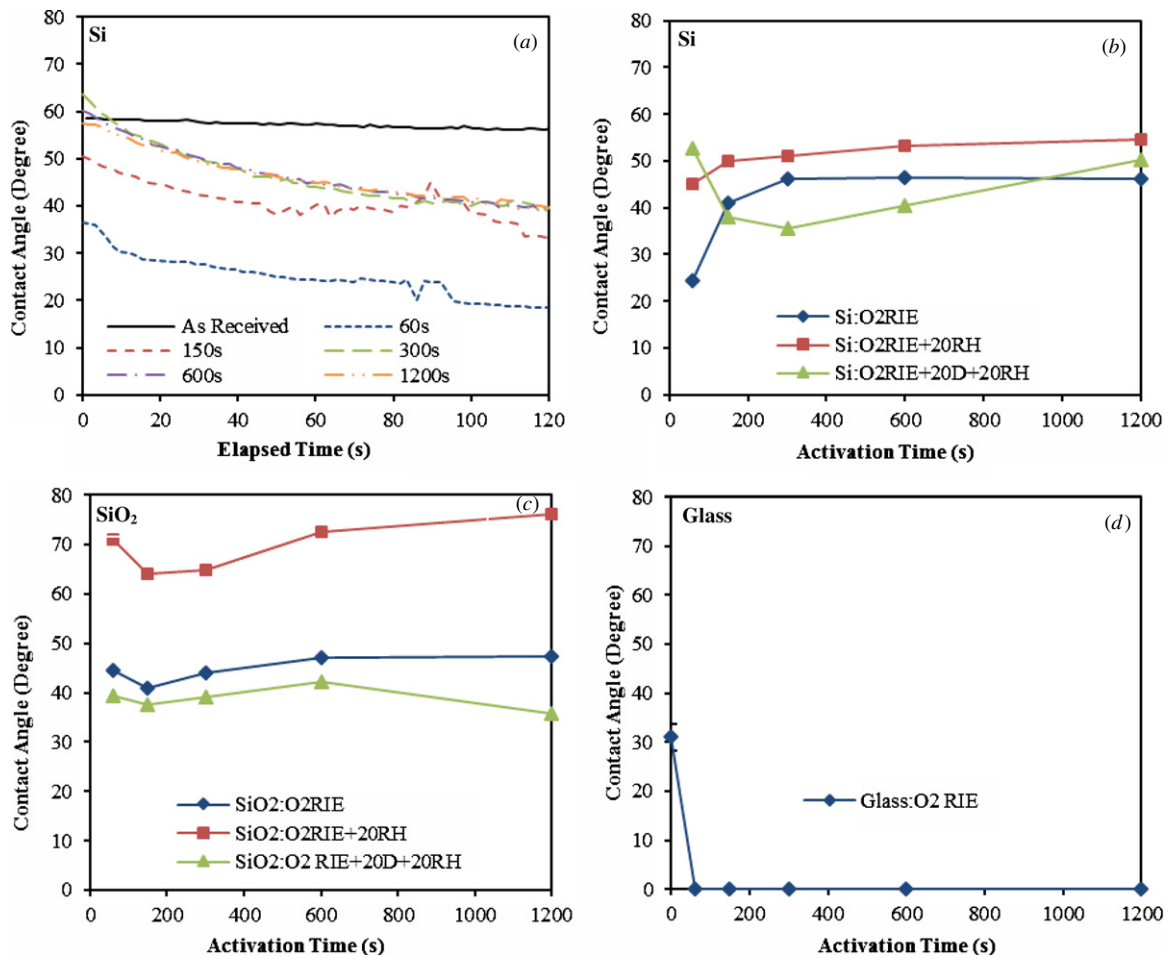 Si
(a)
80
70
60
50
40
30
20
10
0
Contact Angle (Degree)
As Received
60s
150s
300s
600s
1200s
0 20 40 60 80 100 120
Elapsed Time (s)
Si
(b)
80
70
60
50
40
30
20
10
0
Contact Angle (Degree)
Si:O2RIE
Si:O2RIE+20RH
Si:O2RIE+20D+20RH
0 200 400 600 800 1000 1200
Activation Time (s)
SiO₂
(c)
80
70
60
50
40
30
20
10
0
Contact Angle (Degree)
SiO2:O2RIE
SiO2:O2RIE+20RH
SiO2:O2 RIE+20D+20RH
0 200 400 600 800 1000 1200
Activation Time (s)
Glass
(d)
80
70
60
50
40
30
20
10
0
Contact Angle (Degree)
Glass:O2 RIE
0 200 400 600 800 1000 1200
Activation Time (s)